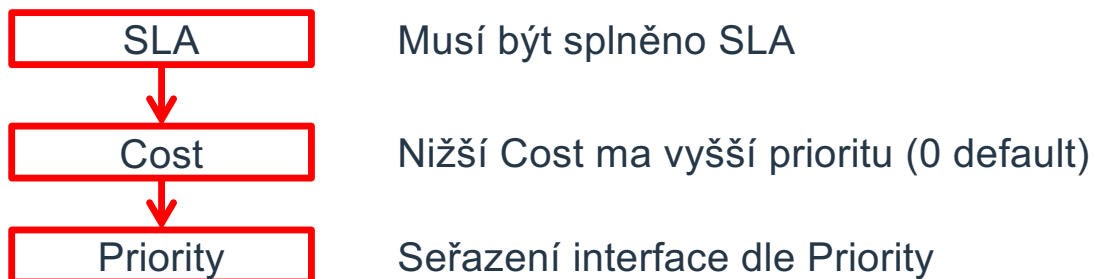 SLA Musí být splněno SLA
Cost Nižší Cost ma vyšší prioritu (0 default)
Priority Seřazení interface dle Priority